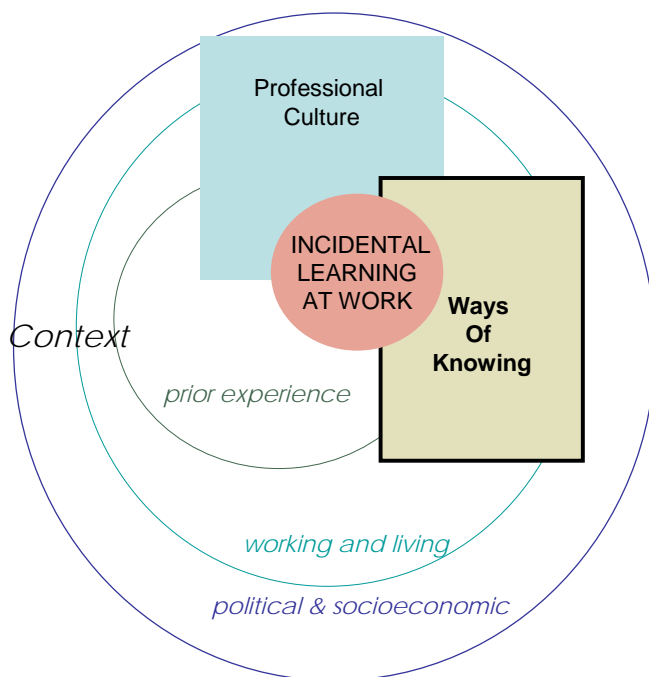 Professional
Culture
INCIDENTAL
LEARNING
AT WORK
Ways
Of
Knowing
Context
prior experience
working and living
political & socioeconomic